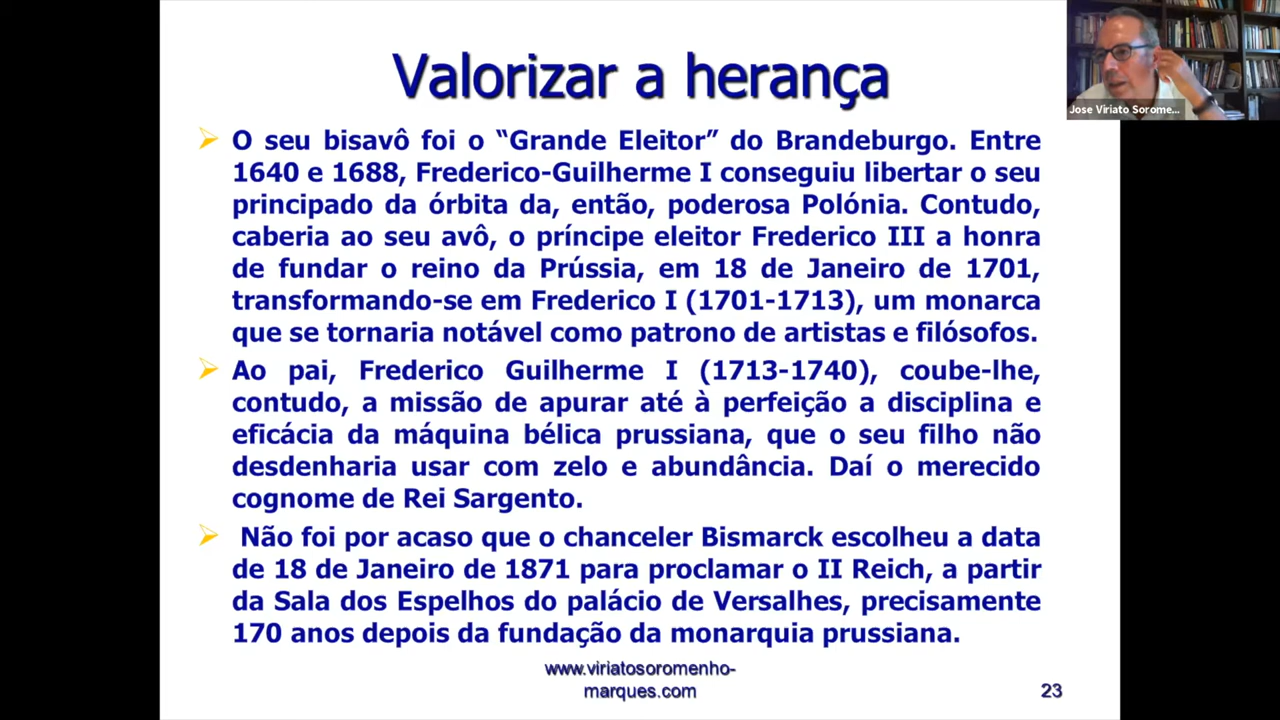 Valorizar a herança
Jose Viriato Sorome...
O seu bisavô foi o “Grande Eleitor” do Brandeburgo. Entre
1640 e 1688, Frederico-Guilherme I conseguiu libertar o seu
principado da órbita da, então, poderosa Polónia. Contudo,
caberia ao seu avô, o príncipe eleitor Frederico III a honra
de fundar o reino da Prússia, em 18 de Janeiro de 1701,
transformando-se em Frederico I (1701-1713), um monarca
que se tornaria notável como patrono de artistas e filósofos.
Ao pai, Frederico Guilherme I (1713-1740), coube-lhe,
contudo, a missão de apurar até à perfeição a disciplina e
eficácia da máquina bélica prussiana, que o seu filho não
desdenharia usar com zelo e abundância. Daí o merecido
cognome de Rei Sargento.
Não foi por acaso que o chanceler Bismarck escolheu a data
de 18 de Janeiro de 1871 para proclamar o II Reich, a partir
da Sala dos Espelhos do palácio de Versalhes, precisamente
170 anos depois da fundação da monarquia prussiana.
www.viriatosoromenho-
marques.com
23